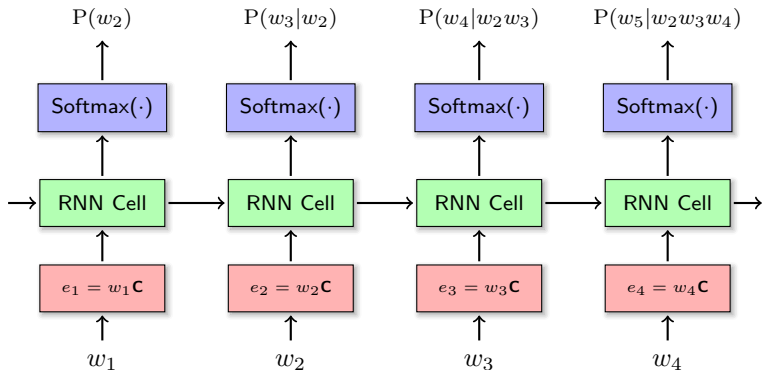 P(w₂) P(w₃|w₂) P(w₄|w₂w₃) P(w₅|w₂w₃w₄)
Softmax(·) Softmax(·) Softmax(·) Softmax(·)
RNN Cell RNN Cell RNN Cell RNN Cell
e₁ = w₁C e₂ = w₂C e₃ = w₃C e₄ = w₄C
w₁ w₂ w₃ w₄